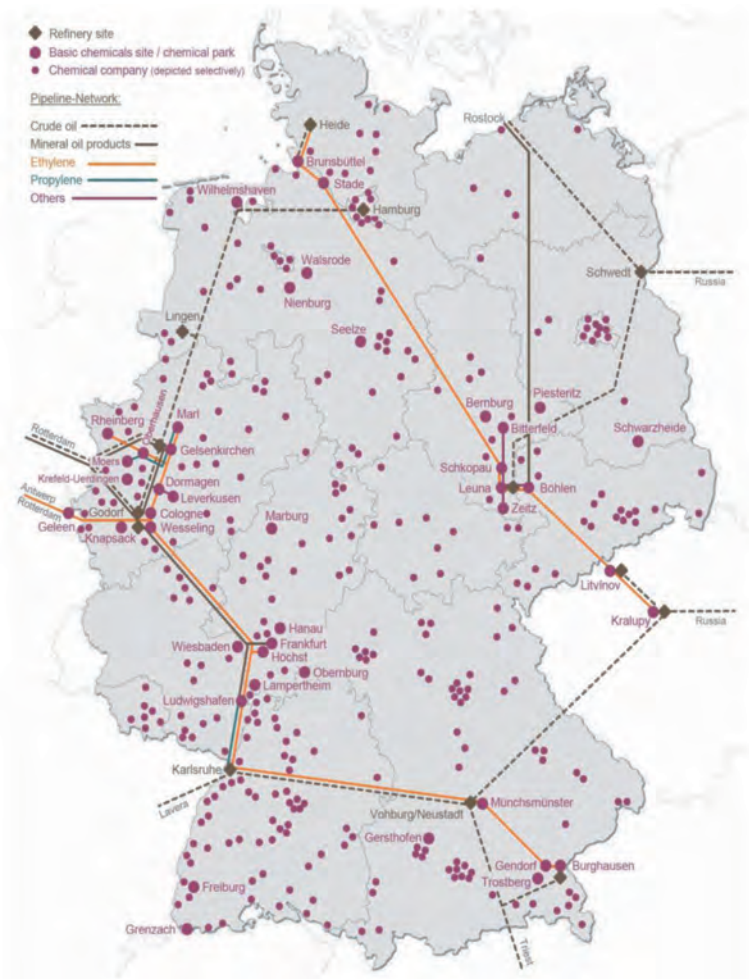 Refinery site
Basic chemicals site / chemical park
Chemical company (depicted selectively)
Pipeline-Network:
Crude oil
Mineral oil products
Ethylene
Propylene
Others
Heide
Rostock
Brunsbüttel
Stade
Wilhelmshaven
Hamburg
Walsrode
Schwedt
Russia
Nienburg
Lingen
Seelze
Rheinberg
Oberhausen
Marl
Bernburg
Piesteritz
Bitterfeld
Schwarzheide
Rotterdam
Moers
Gelsenkirchen
Krefeld-Uerdingen
Schkopau
Dormagen
Leverkusen
Leuna
Böhlen
Antwerp
Rotterdam
Godorf
Cologne
Zeitz
Geleen
Knapsack
Wesseling
Marburg
Litvínov
Kralupy
Russia
Hanau
Wiesbaden
Frankfurt
Höchst
Obernburg
Lampertheim
Ludwigshafen
Karlsruhe
Lavera
Vohburg/Neustadt
Münchsmünster
Gersthofen
Gendorf
Burghausen
Trostberg
Freiburg
Grenzach
Triest